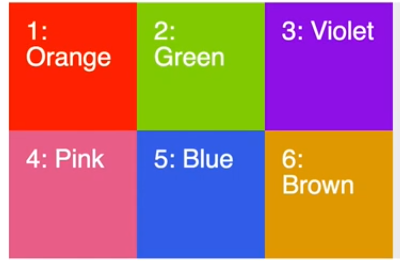 1:
Orange
2:
Green
3: Violet
4: Pink
5: Blue
6:
Brown